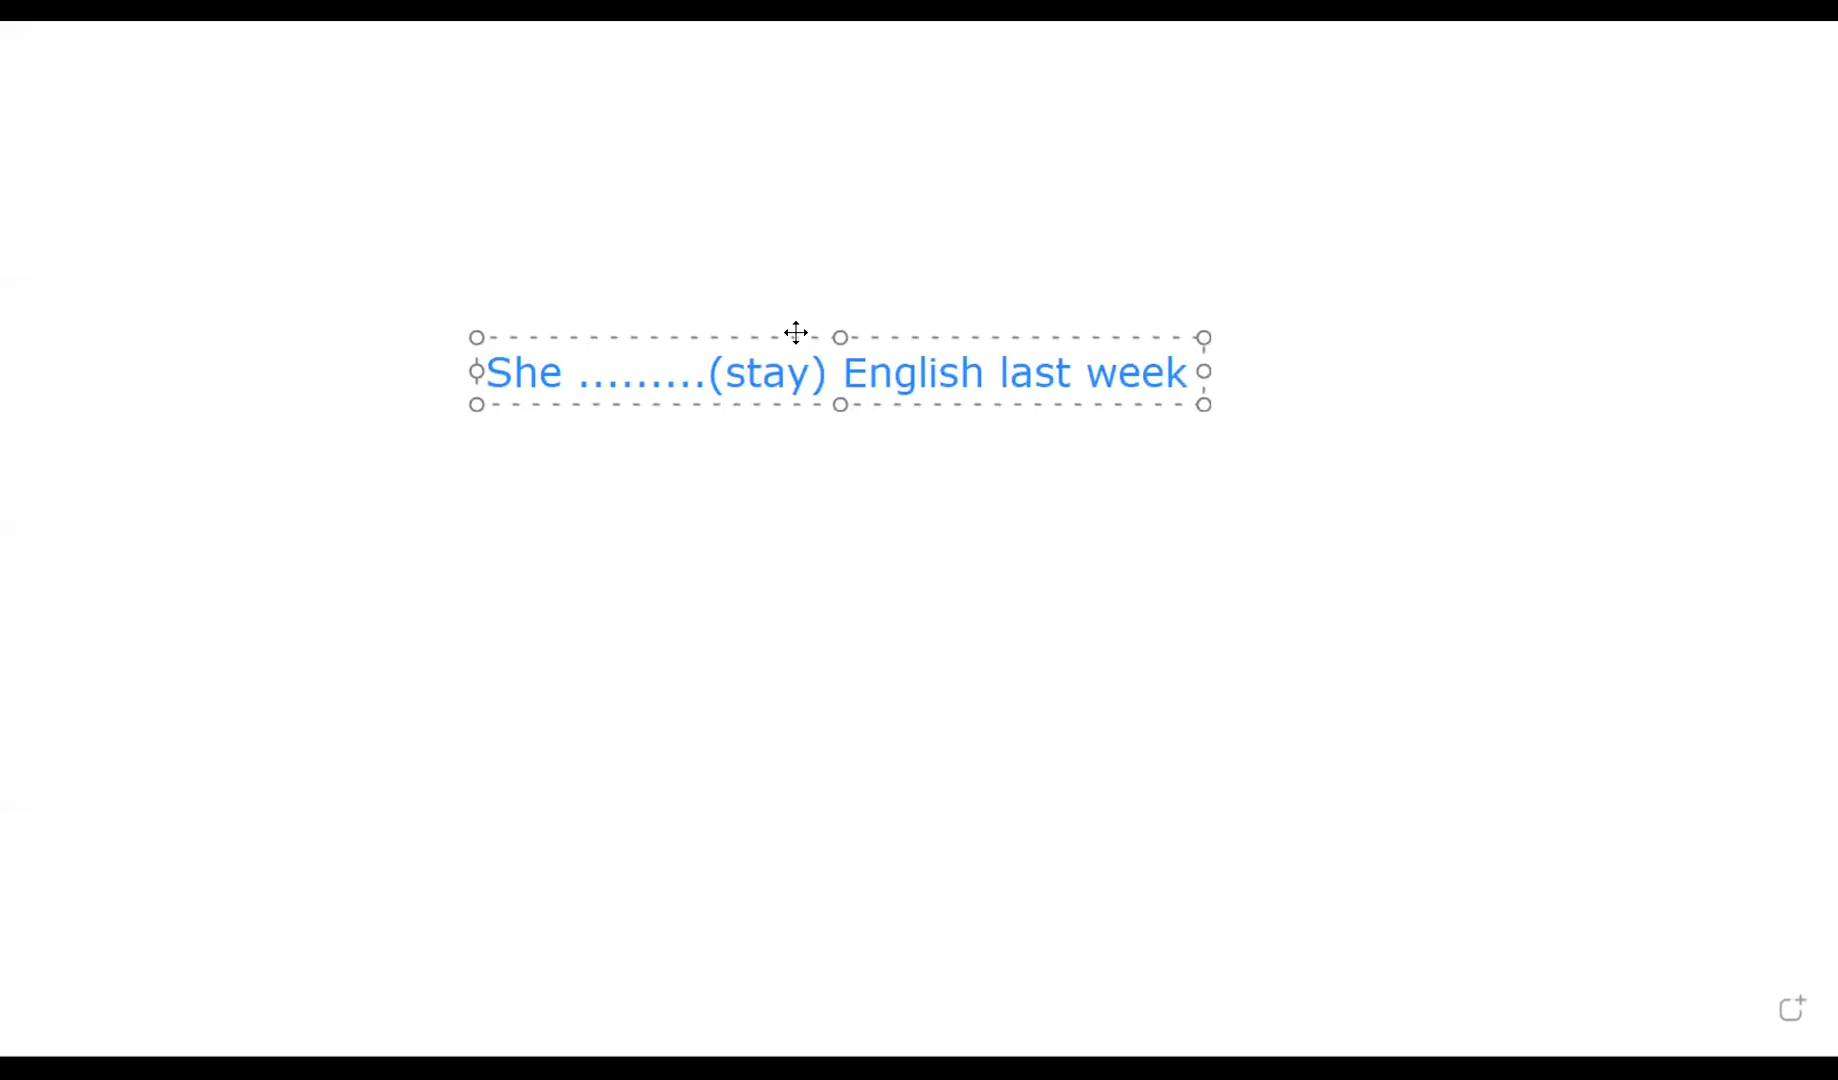 She .........(stay) English last week